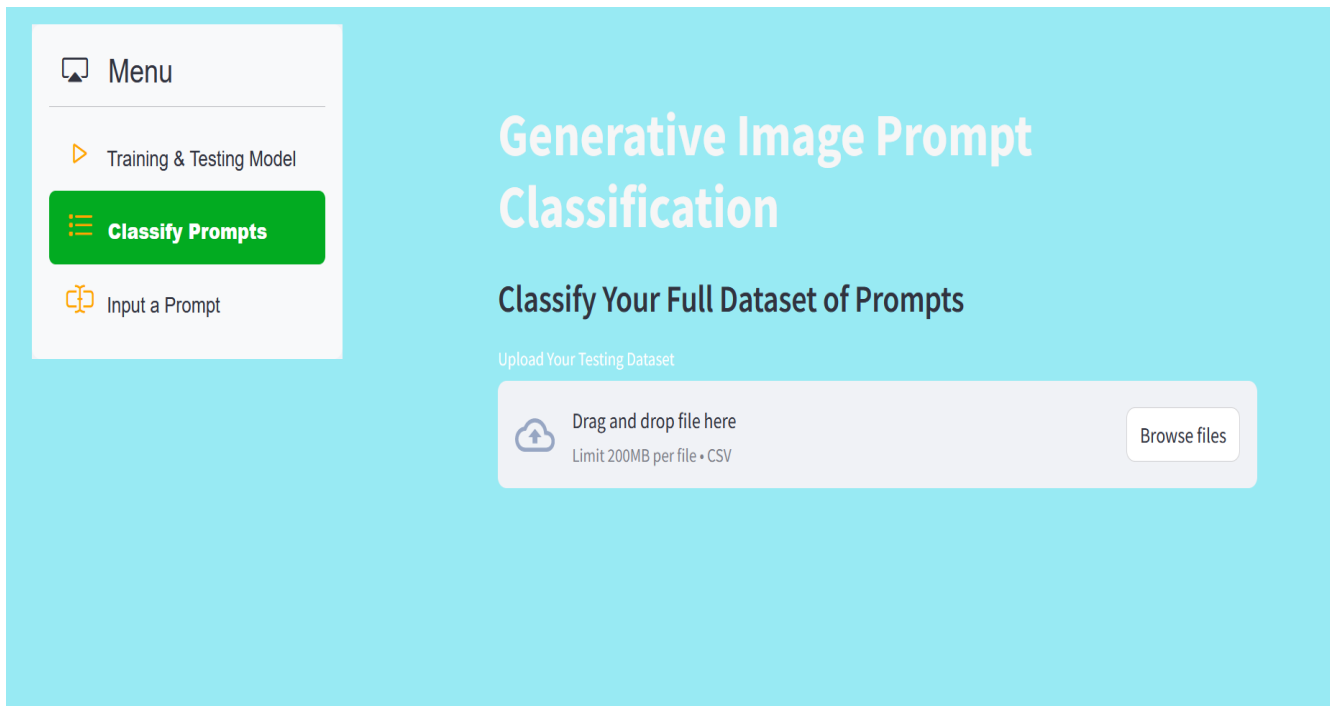 Menu
Training & Testing Model
Classify Prompts
Input a Prompt
Generative Image Prompt
Classification
Classify Your Full Dataset of Prompts
Upload Your Testing Dataset
Drag and drop file here
Limit 200MB per file • CSV
Browse files